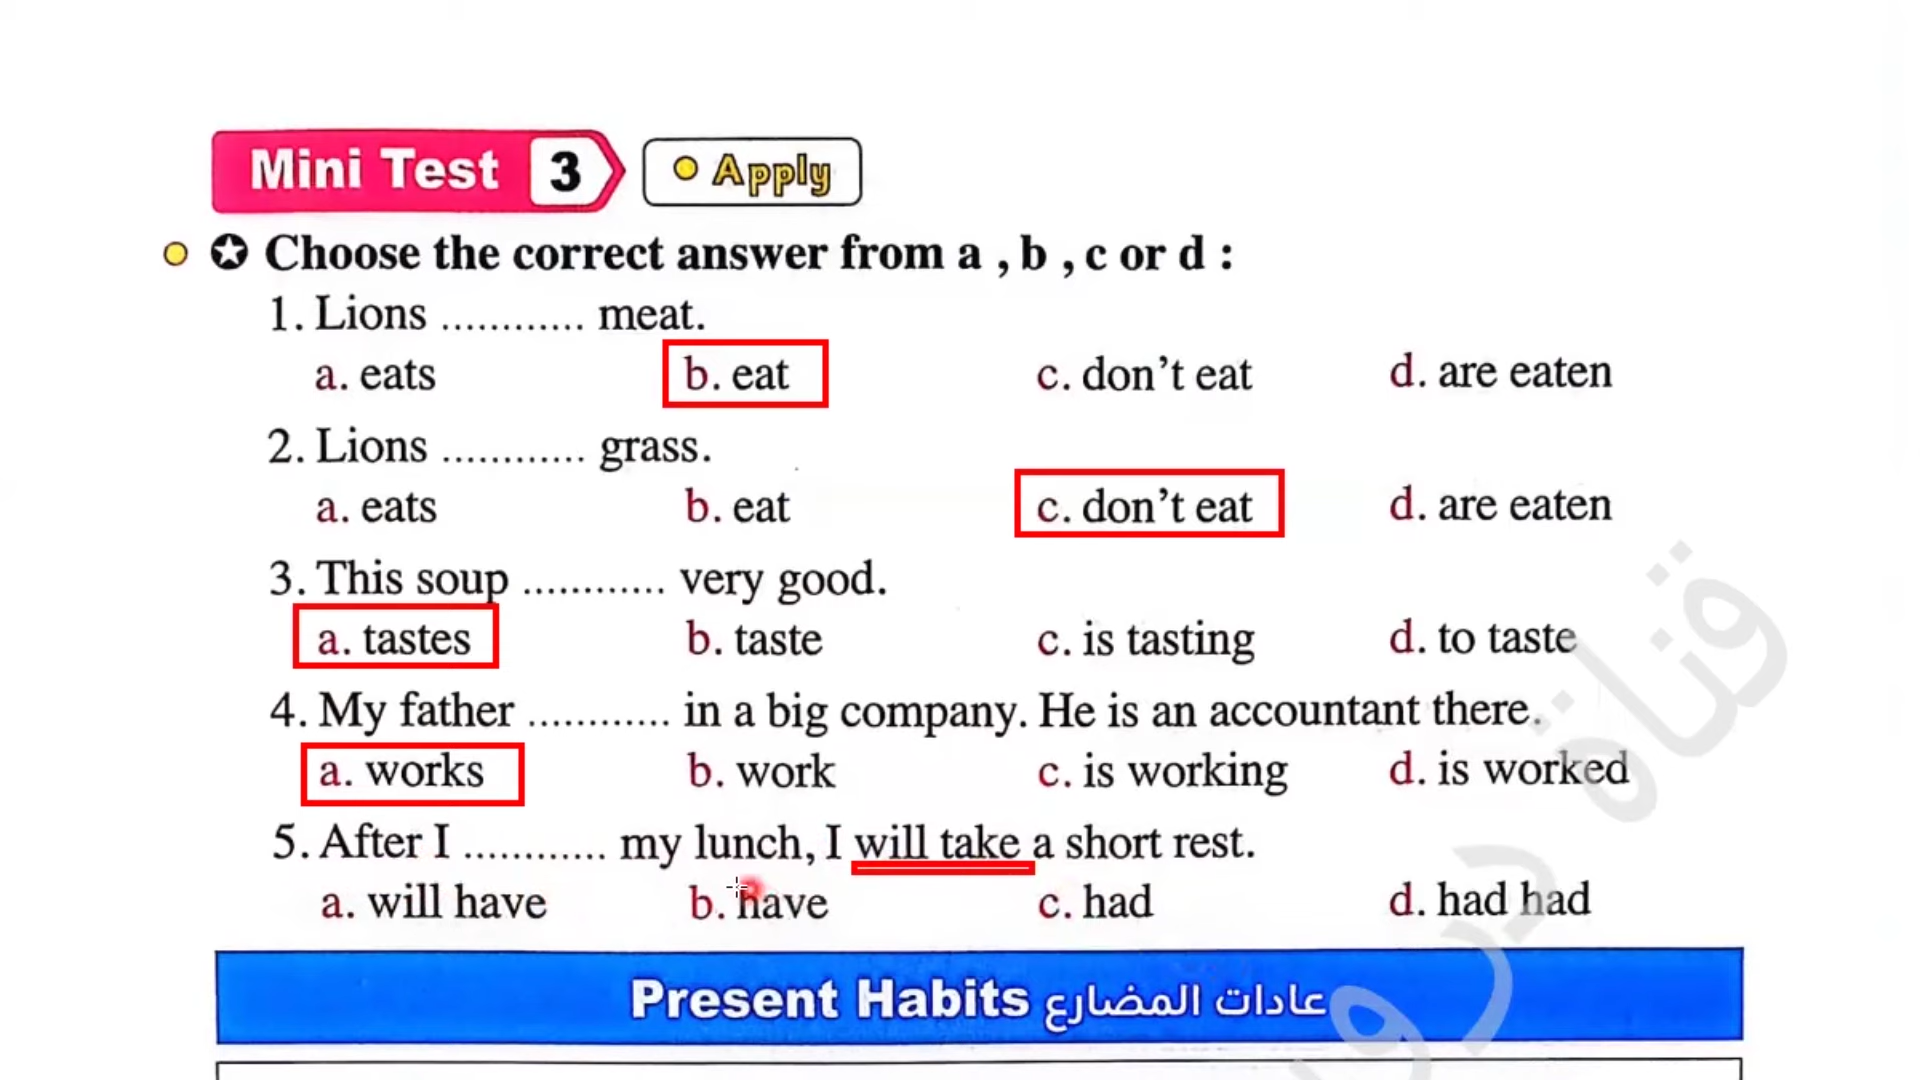 Mini Test 3 Apply
Choose the correct answer from a , b , c or d :
1. Lions ............ meat.
a. eats b. eat c. don't eat d. are eaten
2. Lions ............ grass.
a. eats b. eat c. don't eat d. are eaten
3. This soup ............ very good.
a. tastes b. taste c. is tasting d. to taste
4. My father ............ in a big company. He is an accountant there.
a. works b. work c. is working d. is worked
5. After I ............ my lunch, I will take a short rest.
a. will have b. have c. had d. had had
Present Habits عادات المضارع
قناة